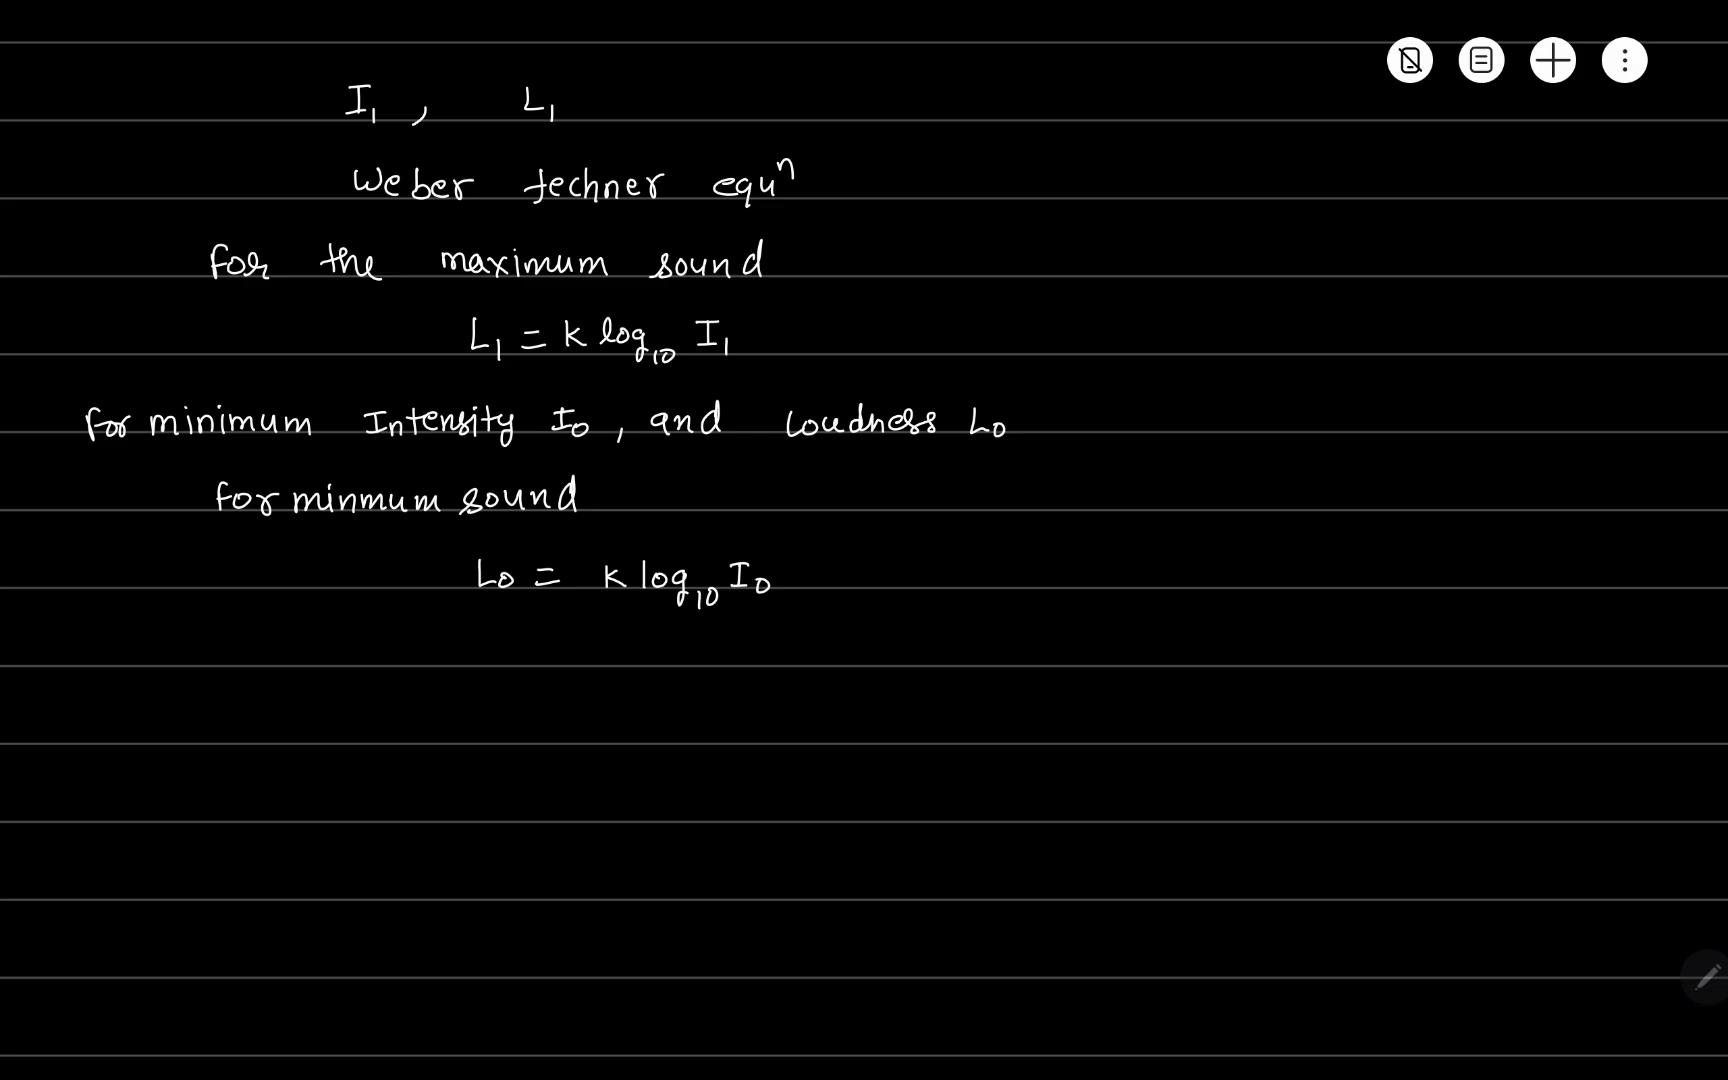 I₁ , L₁
Weber fechner equⁿ
for the maximum sound
L₁ = K log₁₀ I₁
for minimum Intensity I₀ , and loudness L₀
for minmum sound
L₀ = K log₁₀ I₀